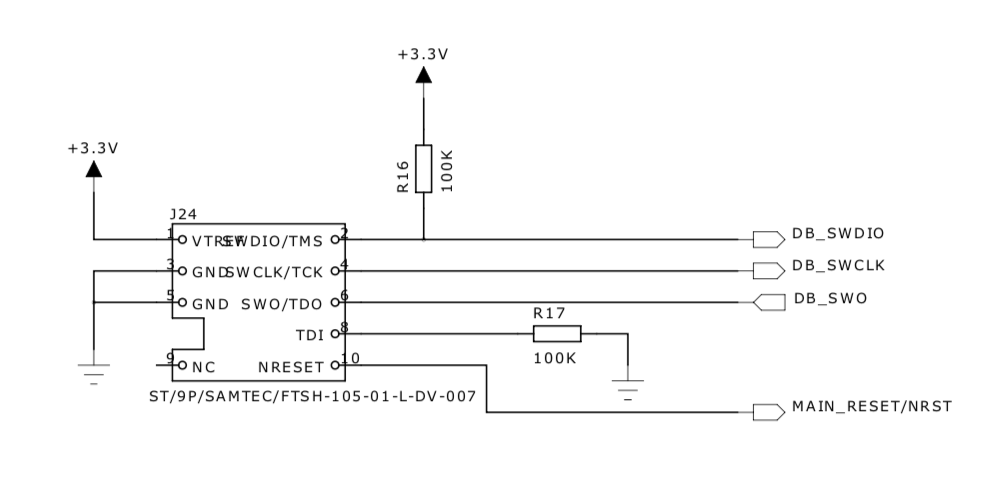 +3.3V
R16
100K
+3.3V
J24
1
VTREF
SWDIO/TMS
2
DB_SWDIO
3
GND
SWCLK/TCK
4
DB_SWCLK
5
GND
SWO/TDO
6
DB_SWO
R17
TDI
8
100K
9
NC
NRESET
10
ST/9P/SAMTEC/FTSH-105-01-L-DV-007
MAIN_RESET/NRST